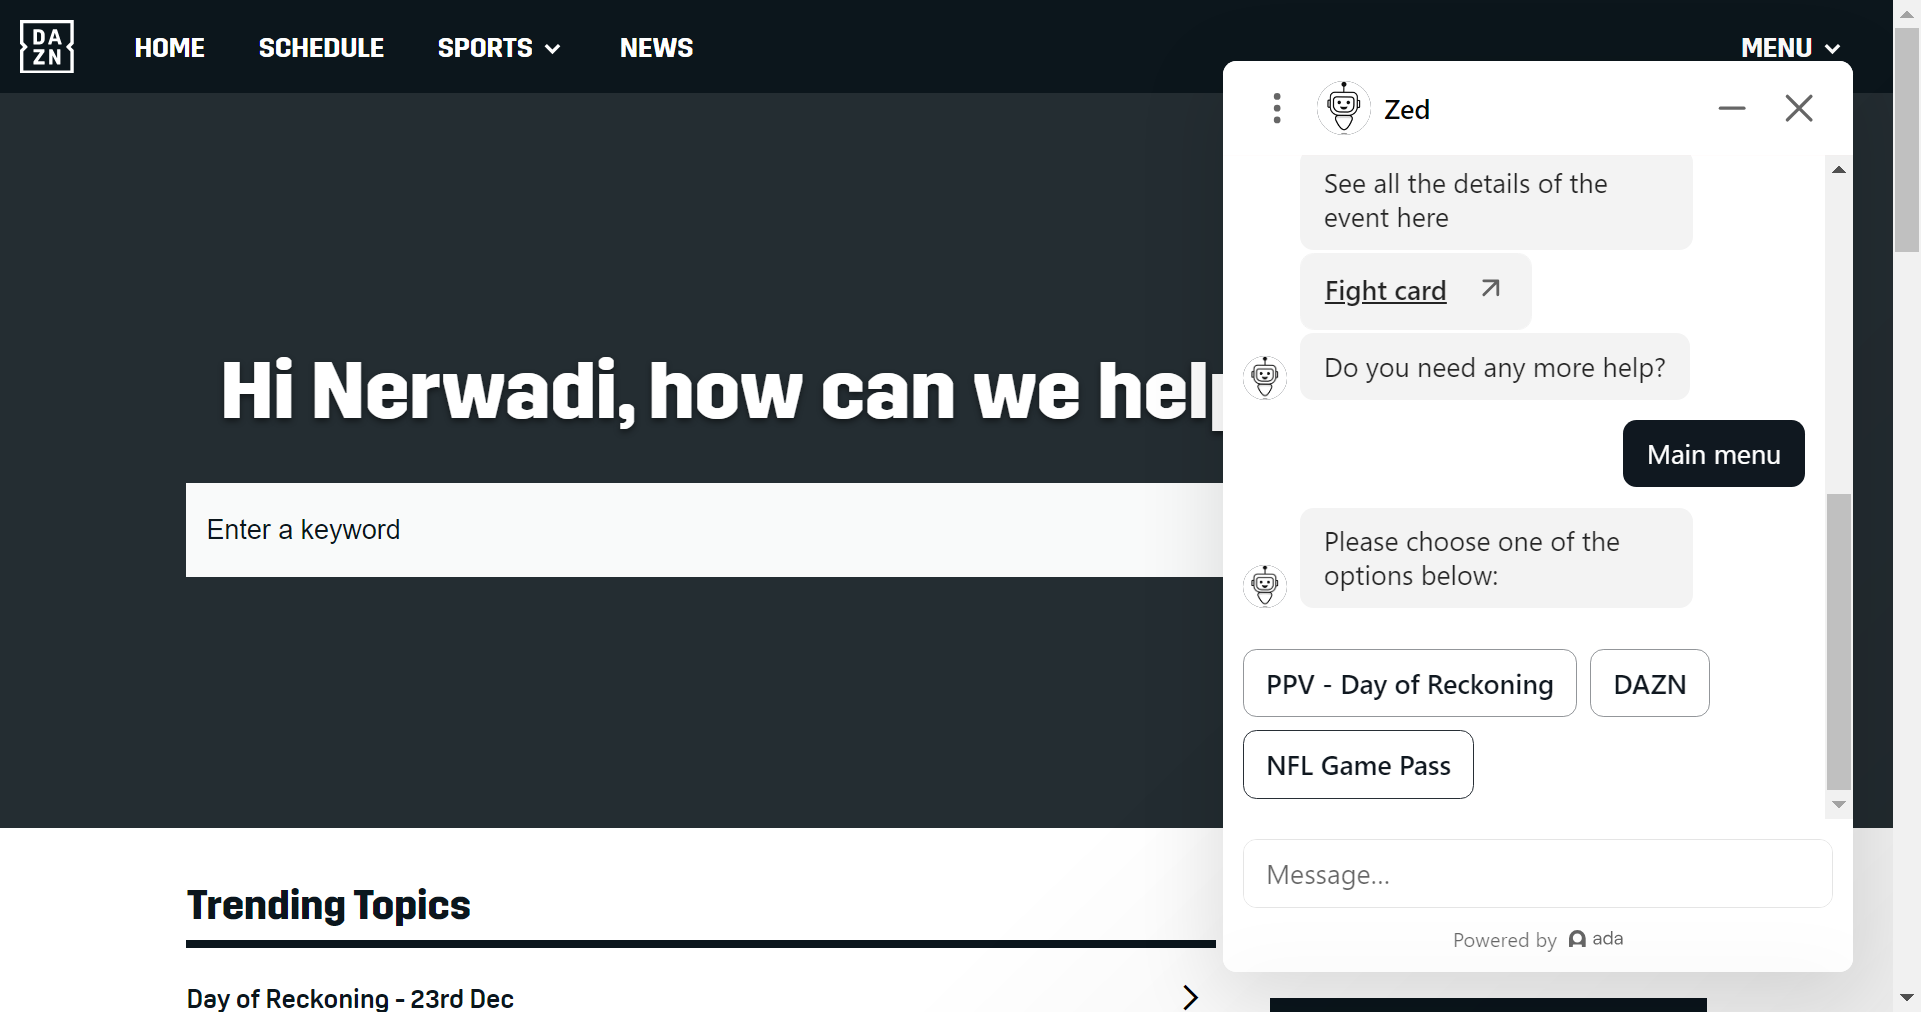 DA
ZN
HOME
SCHEDULE
SPORTS
NEWS
MENU
Zed
See all the details of the
event here
Fight card
Do you need any more help?
Main menu
Please choose one of the
options below:
PPV - Day of Reckoning
DAZN
NFL Game Pass
Message...
Powered by ada
Hi Nerwadi, how can we help
Enter a keyword
Trending Topics
Day of Reckoning - 23rd Dec